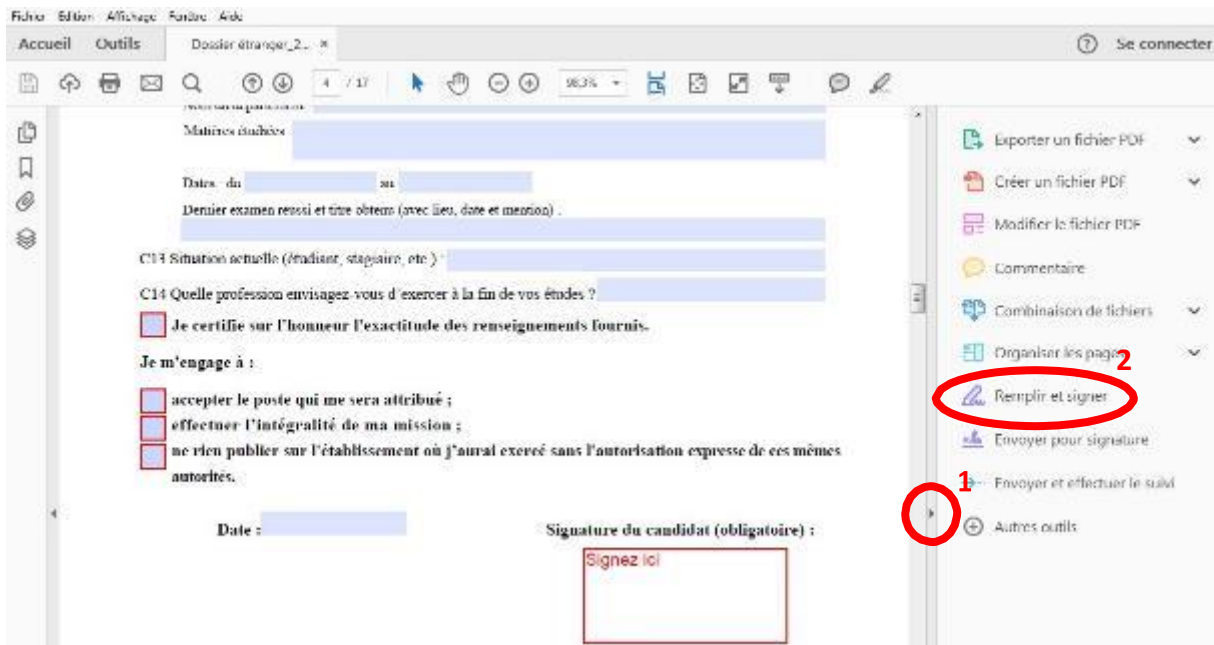 Fichier Edition Affichage Fenêtre Aide
Accueil Outils Dossier étranger_2... × Se connecter
4 / 17 98,3%
Matières étudiées
Dates du au
Dernier examen réussi et titre obtenu (avec lieu, date et mention) :
C13 Situation actuelle (étudiant, stagiaire, etc.) :
C14 Quelle profession envisagez-vous d'exercer à la fin de vos études ?
Je certifie sur l'honneur l'exactitude des renseignements fournis.
Je m'engage à :
accepter le poste qui me sera attribué ;
effectuer l'intégralité de ma mission ;
ne rien publier sur l'établissement où j'aurai exercé sans l'autorisation expresse de ces mêmes
autorités.
Date :
Signature du candidat (obligatoire) :
Signez ici
Exporter un fichier PDF
Créer un fichier PDF
Modifier le fichier PDF
Commentaire
Combinaison de fichiers
Organiser les pages
2
Remplir et signer
Envoyer pour signature
1
Envoyer et effectuer le suivi
Autres outils